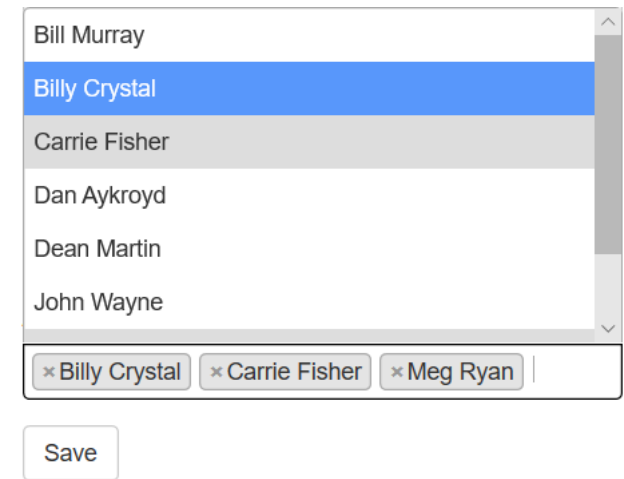 Bill Murray
Billy Crystal
Carrie Fisher
Dan Aykroyd
Dean Martin
John Wayne
×Billy Crystal ×Carrie Fisher ×Meg Ryan
Save